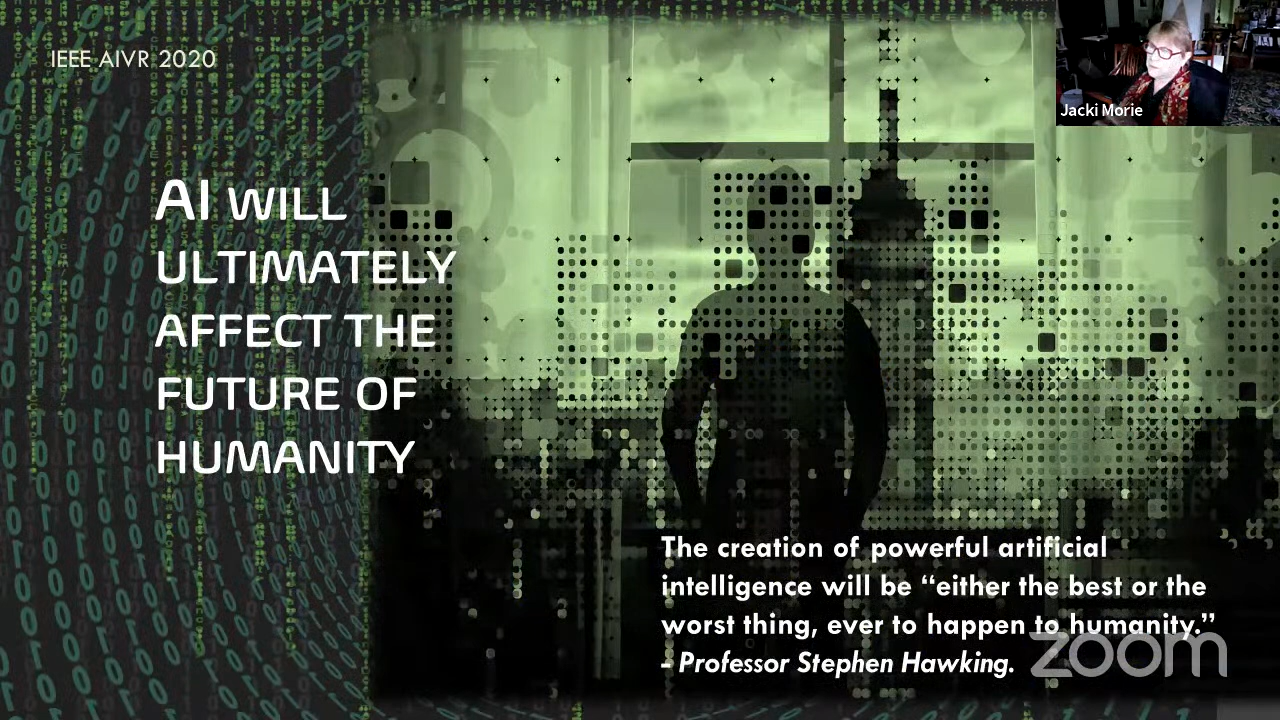 IEEE AIVR 2020
Jacki Morie
AI WILL
ULTIMATELY
AFFECT THE
FUTURE OF
HUMANITY
The creation of powerful artificial
intelligence will be “either the best or the
worst thing, ever to happen to humanity.”
- Professor Stephen Hawking.
zoom